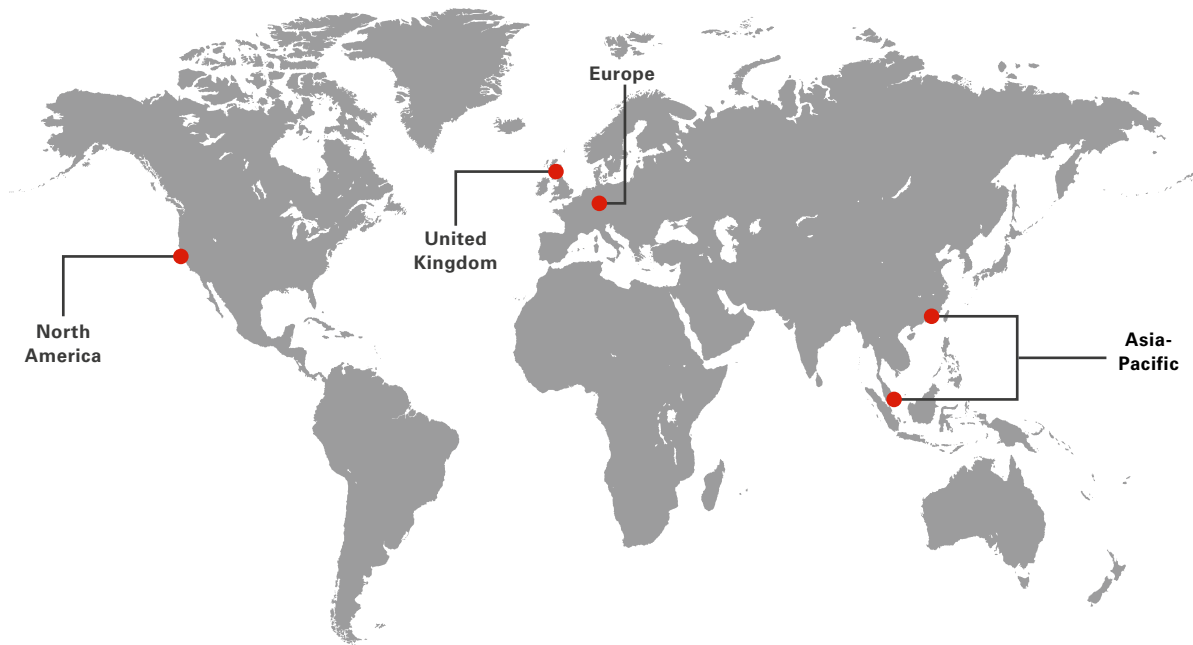 Europe
United
Kingdom
North
America
Asia-
Pacific